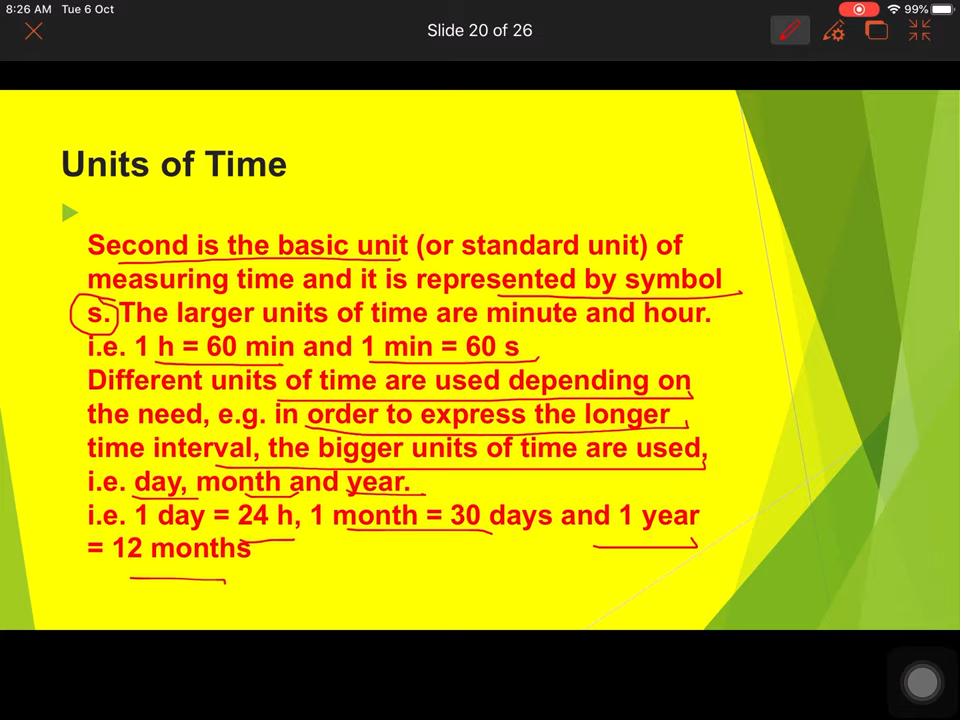 8:26 AM Tue 6 Oct 99%
Slide 20 of 26
Units of Time
Second is the basic unit (or standard unit) of
measuring time and it is represented by symbol
s. The larger units of time are minute and hour.
i.e. 1 h = 60 min and 1 min = 60 s
Different units of time are used depending on
the need, e.g. in order to express the longer
time interval, the bigger units of time are used,
i.e. day, month and year.
i.e. 1 day = 24 h, 1 month = 30 days and 1 year
= 12 months